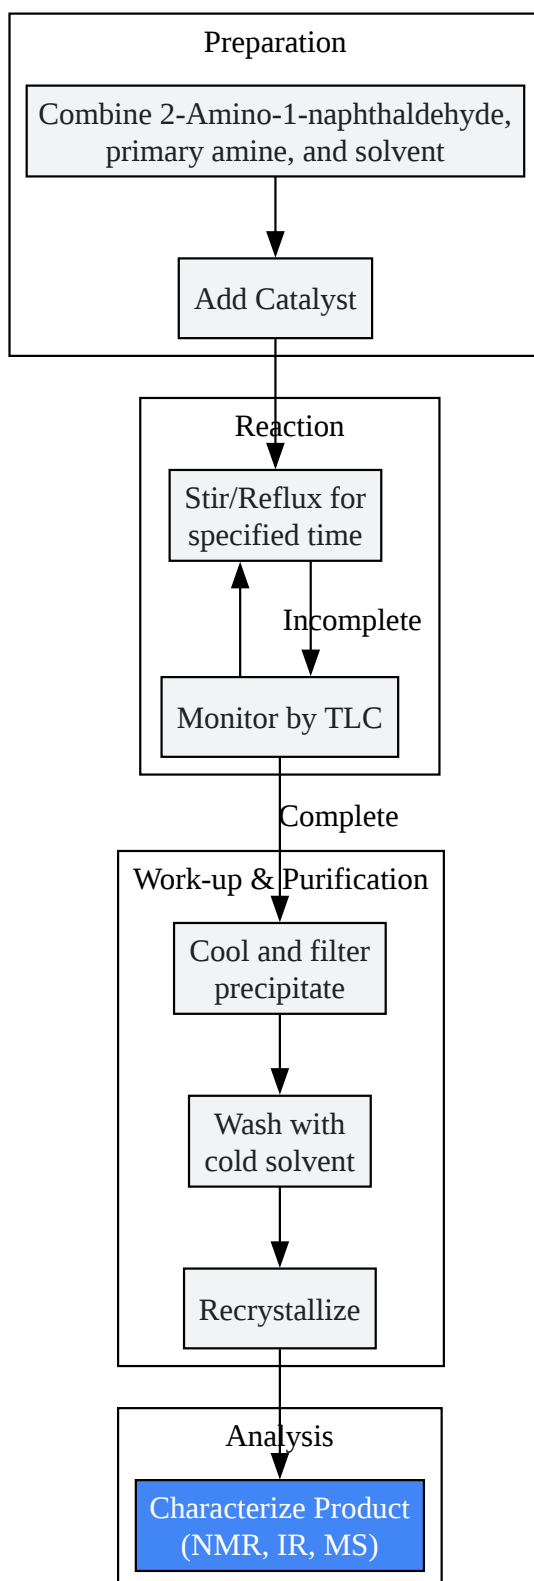 Preparation
Combine 2-Amino-1-naphthaldehyde,
primary amine, and solvent
Add Catalyst
Reaction
Stir/Reflux for
specified time
Incomplete
Monitor by TLC
Complete
Work-up & Purification
Cool and filter
precipitate
Wash with
cold solvent
Recrystallize
Analysis
Characterize Product
(NMR, IR, MS)